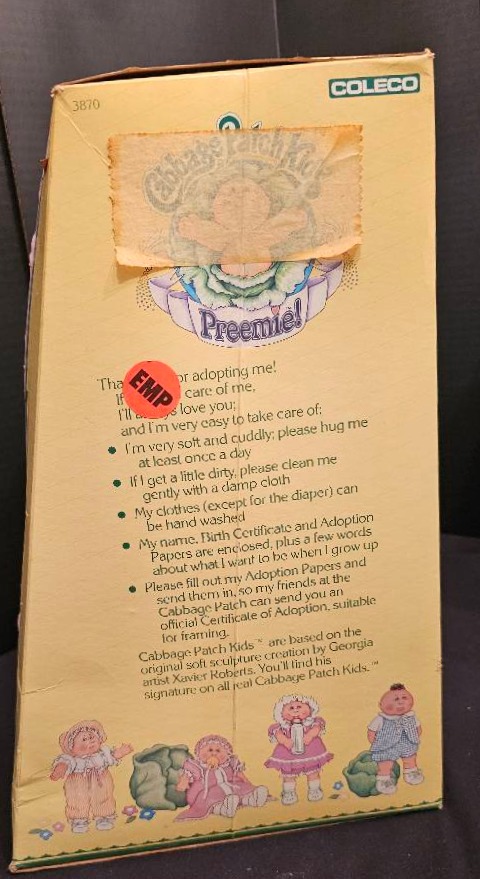 3870
COLECO
Cabbage Patch Kids
Preemie!
EMP
or adopting me!
If care of me,
I'll love you;
and I'm very easy to take care of:
I'm very soft and cuddly; please hug me
at least once a day
If I get a little dirty, please clean me
gently with a damp cloth
My clothes (except for the diaper) can
be hand washed
My name, Birth Certificate and Adoption
Papers are enclosed, plus a few words
about what I want to be when I grow up
Please fill out my Adoption Papers and
send them in, so my friends at the
Cabbage Patch can send you an
official Certificate of Adoption, suitable
for framing.
Cabbage Patch Kids™ are based on the
original soft sculpture creation by Georgia
artist Xavier Roberts. You'll find his
signature on all real Cabbage Patch Kids.™